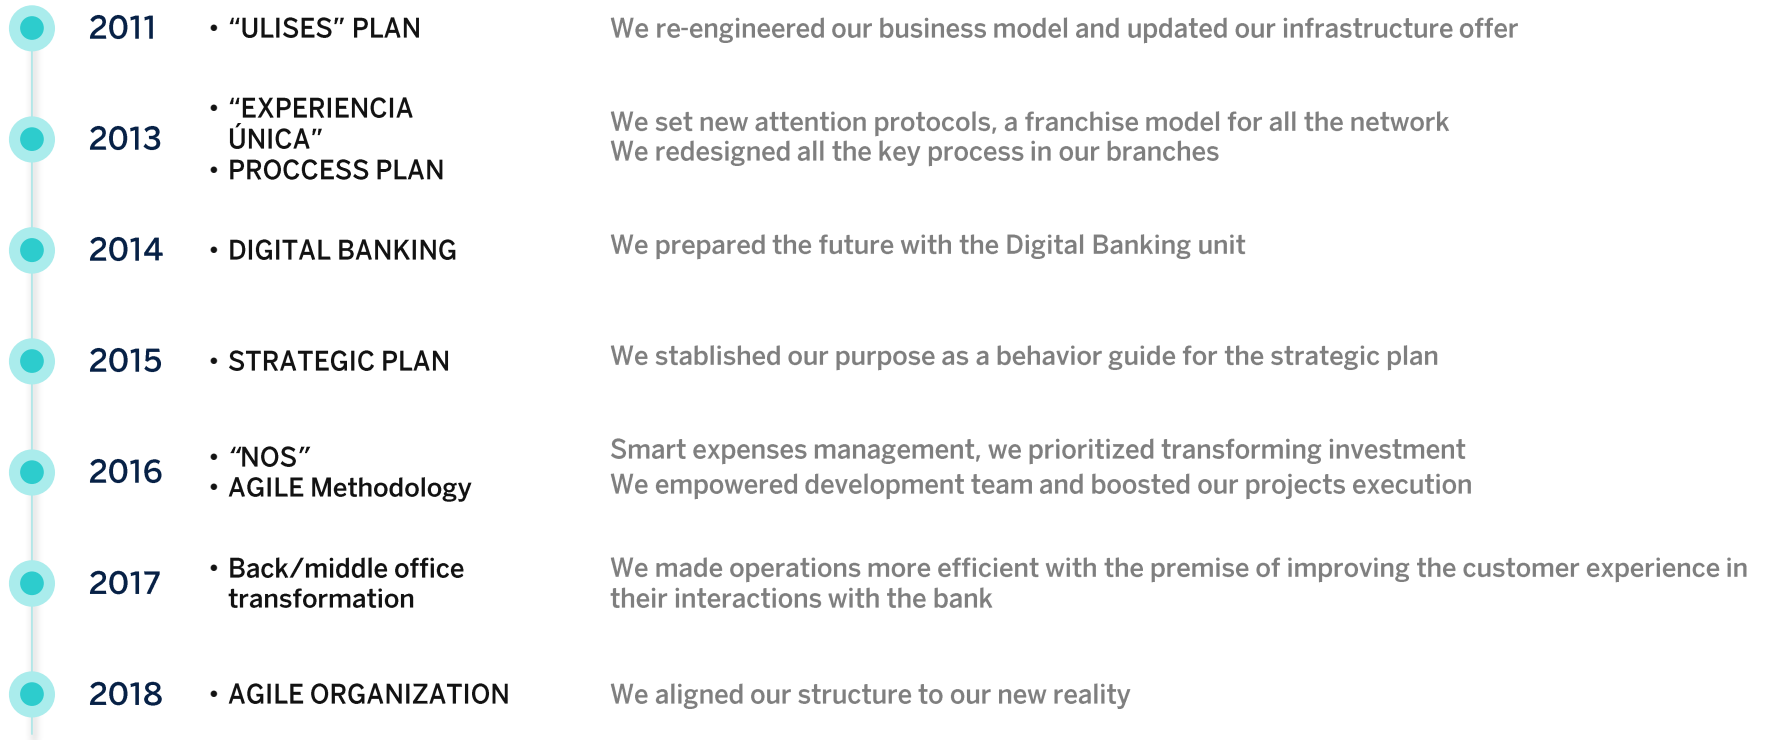 2011
• “ULISES” PLAN
We re-engineered our business model and updated our infrastructure offer
2013
• “EXPERIENCIA
ÚNICA”
• PROCCESS PLAN
We set new attention protocols, a franchise model for all the network
We redesigned all the key process in our branches
2014
• DIGITAL BANKING
We prepared the future with the Digital Banking unit
2015
• STRATEGIC PLAN
We stablished our purpose as a behavior guide for the strategic plan
2016
• “NOS”
• AGILE Methodology
Smart expenses management, we prioritized transforming investment
We empowered development team and boosted our projects execution
2017
• Back/middle office
transformation
We made operations more efficient with the premise of improving the customer experience in
their interactions with the bank
2018
• AGILE ORGANIZATION
We aligned our structure to our new reality